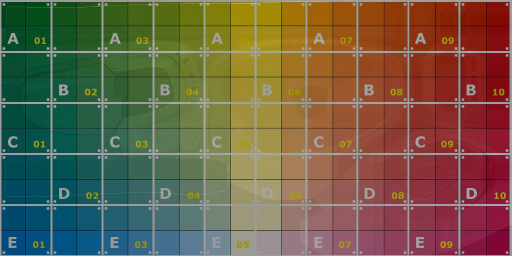 A 01 A 03 A A 07 A 09
B 02 B 04 B 06 B 08 B 10
C 01 C 03 C 05 C 07 C 09
D 02 D 04 D 06 D 08 D 10
E 01 E 03 E 05 E 07 E 09